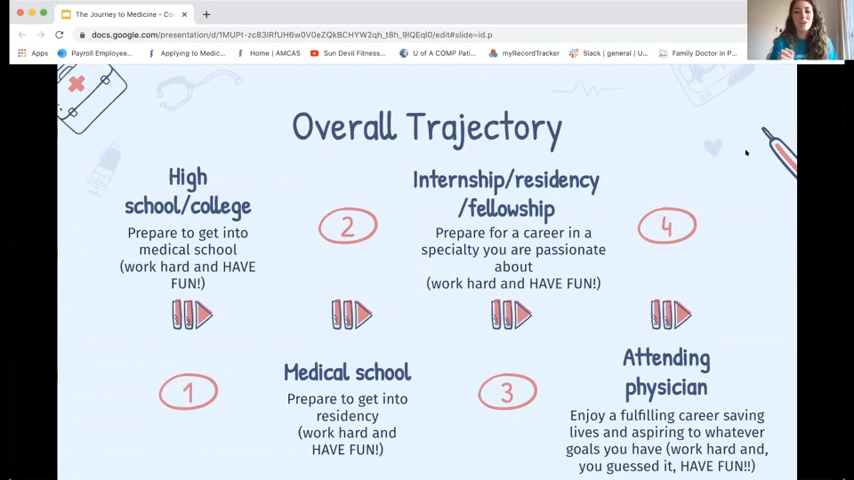 The Journey to Medicine - Co
docs.google.com/presentation/d/1MUPt-zc83lRfUH6w0V0eZQkBCHYW2qh_t8h_9lQEql0/edit#slide=id.p
Apps Payroll Employee... Applying to Medic... Home | AMCAS Sun Devil Fitness... U of A COMP Pati... myRecordTracker Slack | general | U... Family Doctor in P...
Overall Trajectory
High
school/college
Prepare to get into
medical school
(work hard and HAVE
FUN!)
1
2
Medical school
Prepare to get into
residency
(work hard and
HAVE FUN!)
Internship/residency
/fellowship
Prepare for a career in a
specialty you are passionate
about
(work hard and HAVE FUN!)
3
4
Attending
physician
Enjoy a fulfilling career saving
lives and aspiring to whatever
goals you have (work hard and,
you guessed it, HAVE FUN!!)